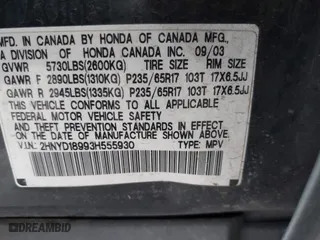 MFD. IN CANADA BY HONDA OF CANADA MFG.,
A DIVISION OF HONDA CANADA INC. 09/03
GVWR 5730LBS(2600KG) TIRE SIZE RIM SIZE
GAWR F 2890LBS(1310KG) P235/65R17 103T 17X6.5JJ
GAWR R 2945LBS(1335KG) P235/65R17 103T 17X6.5JJ
THIS VEHICLE CONFORMS TO ALL APPLICABLE
FEDERAL MOTOR VEHICLE SAFETY AND
STANDARDS IN EFFECT ON THE DATE OF
MANUFACTURE SHOWN ABOVE.
V.I.N.: 2HNYD18993H555930 TYPE: MPV